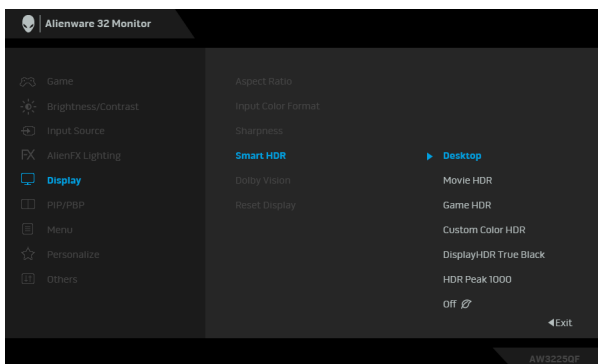 Alienware 32 Monitor
Game
Brightness/Contrast
Input Source
FX AlienFX Lighting
Display
PIP/PBP
Menu
Personalize
Others
Aspect Ratio
Input Color Format
Sharpness
Smart HDR
Dolby Vision
Reset Display
Desktop
Movie HDR
Game HDR
Custom Color HDR
DisplayHDR True Black
HDR Peak 1000
Off
Exit
AW3225QF